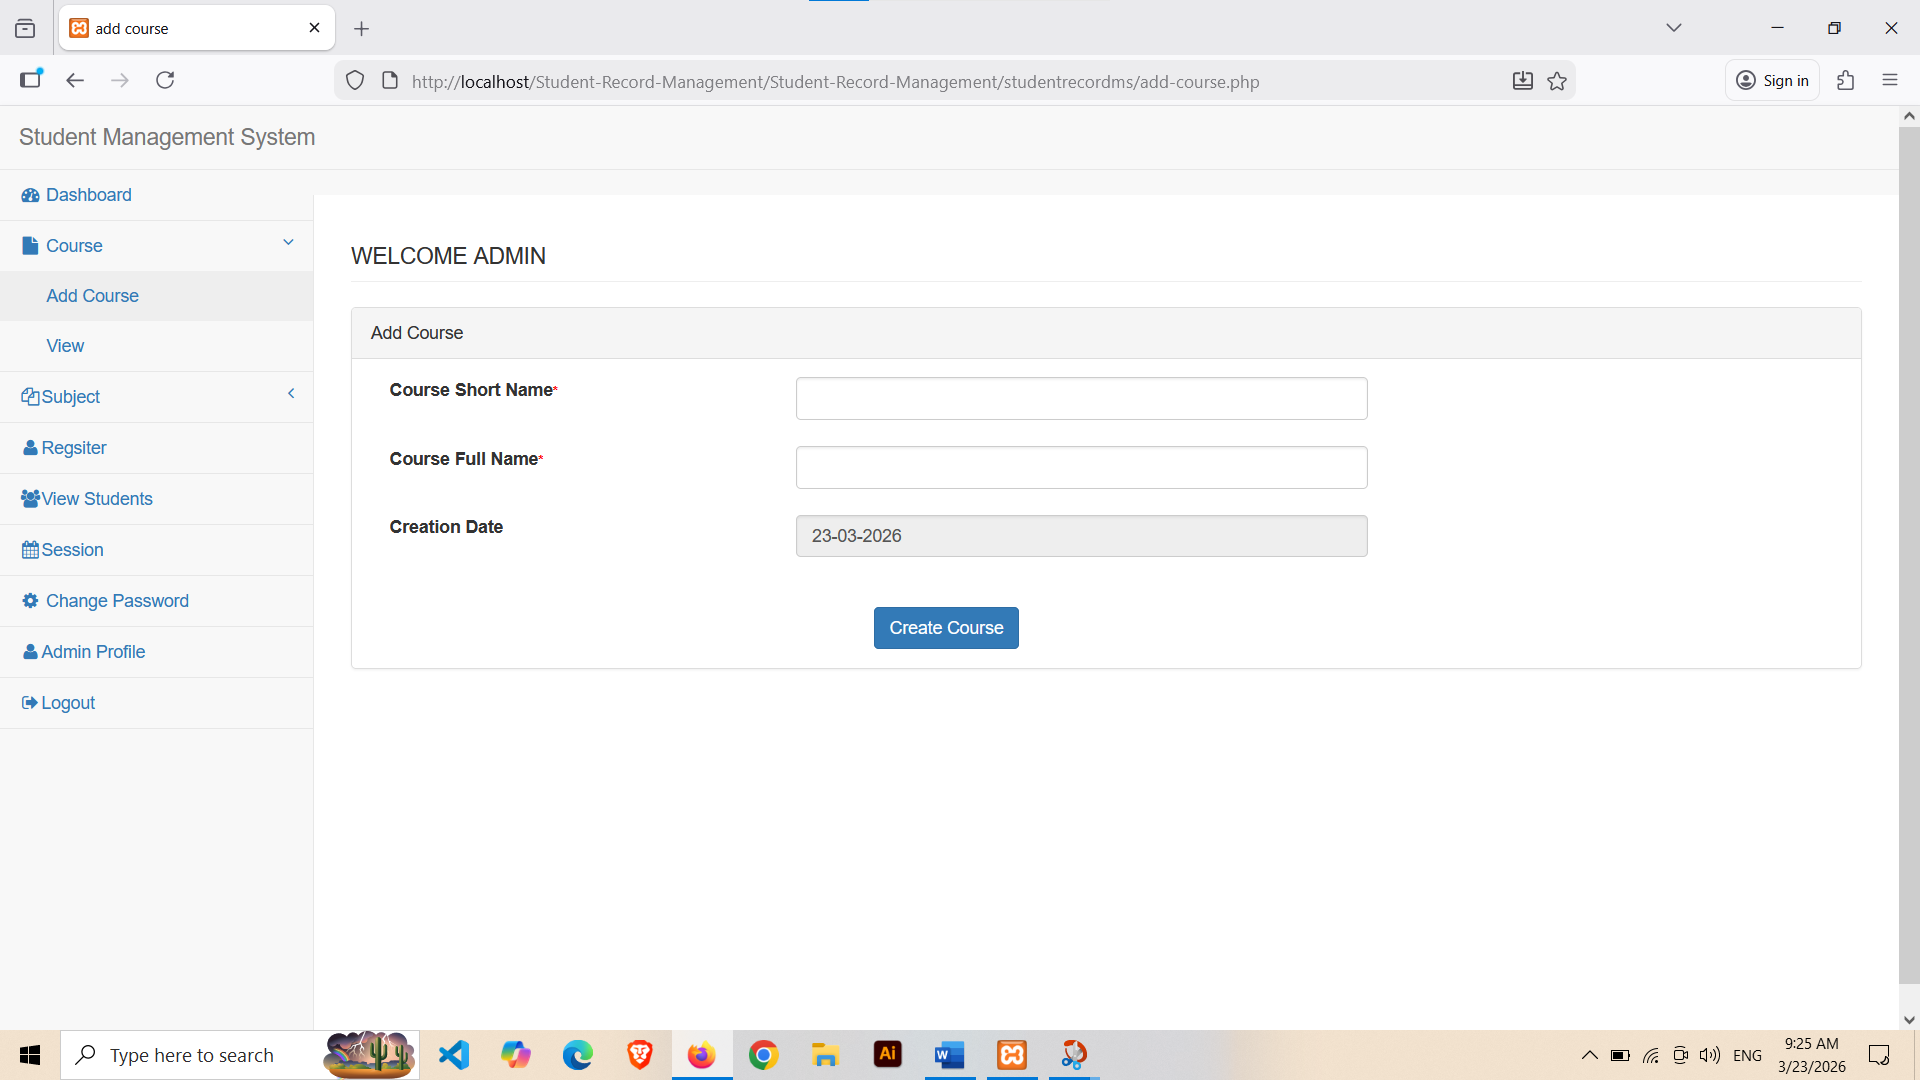 add course
http://localhost/Student-Record-Management/Student-Record-Management/studentrecordms/add-course.php
Sign in
Student Management System
Dashboard
Course
Add Course
View
Subject
Regsiter
View Students
Session
Change Password
Admin Profile
Logout
WELCOME ADMIN
Add Course
Course Short Name*
Course Full Name*
Creation Date
23-03-2026
Create Course
Type here to search
Ai
W
ENG
9:25 AM
3/23/2026